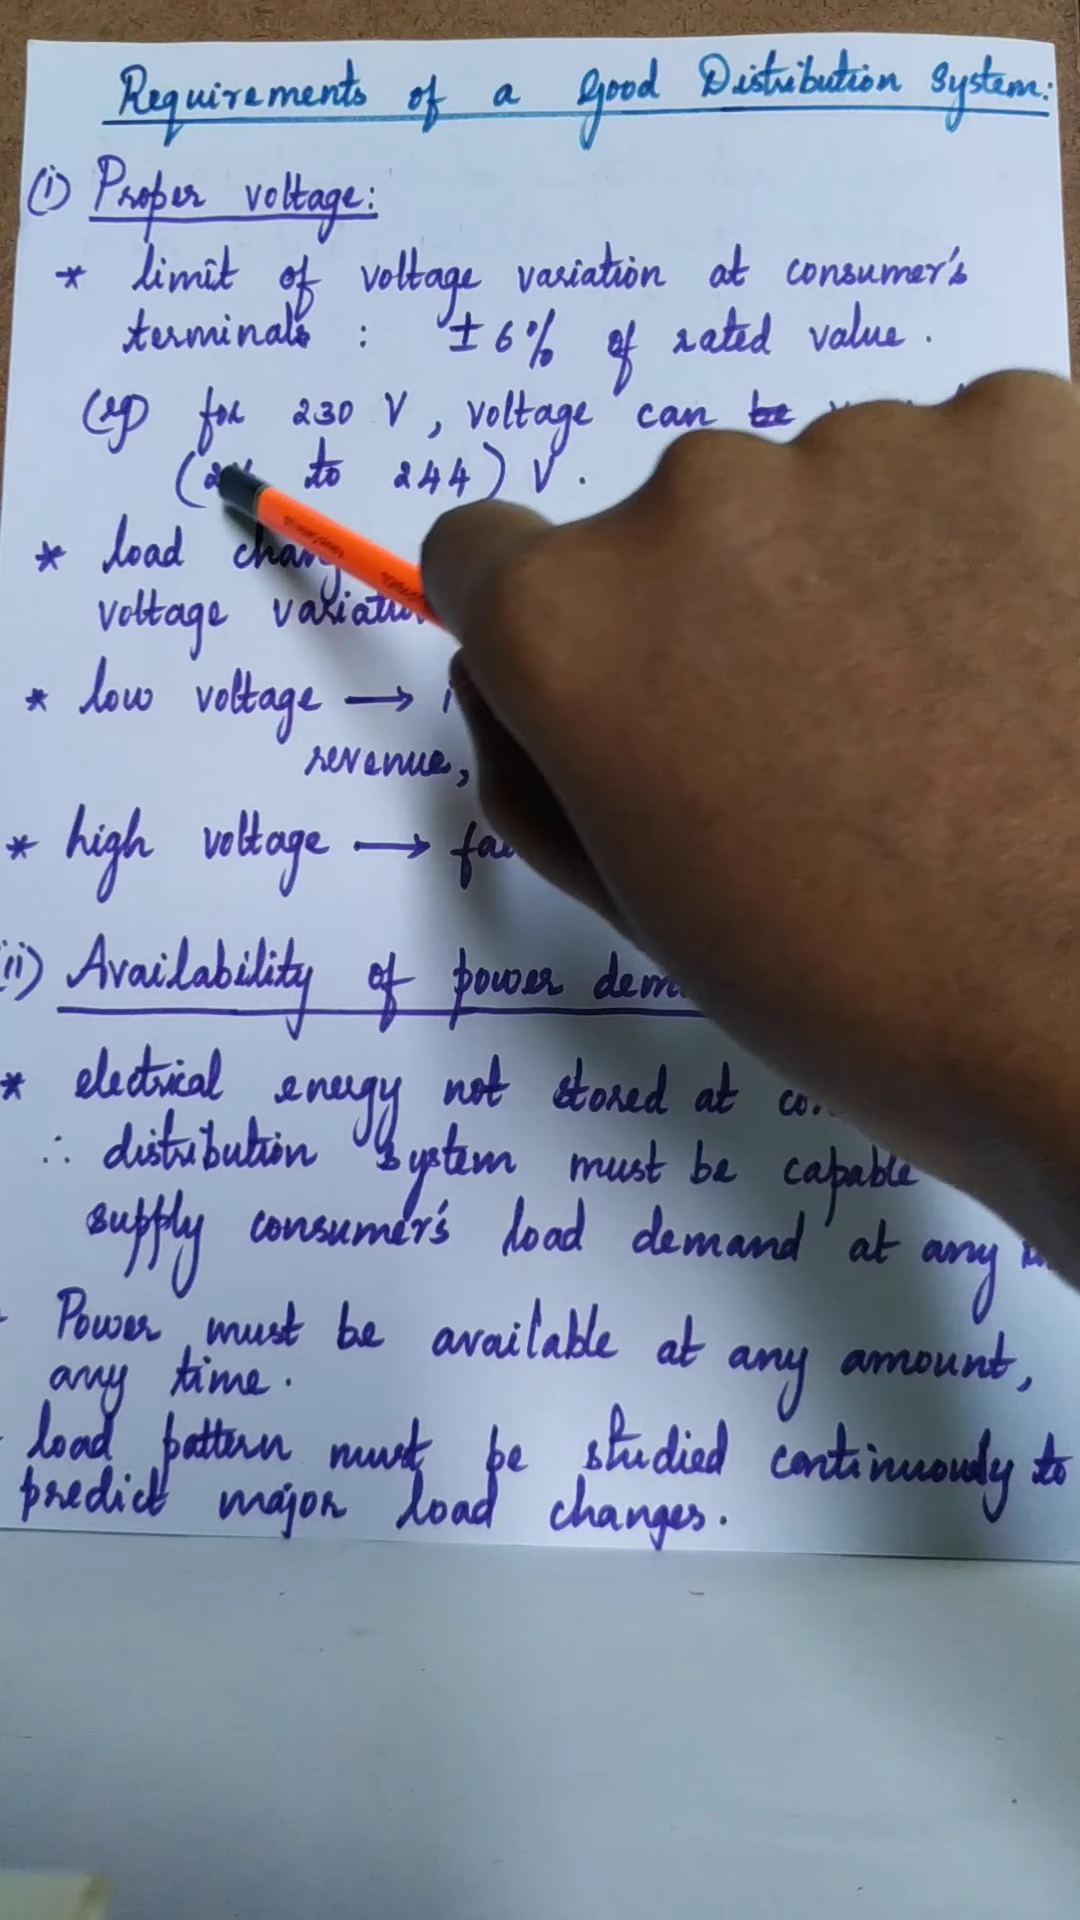 Requirements of a Good Distribution System:
(i) Proper voltage:
* limit of voltage variation at consumer's
terminals : ± 6% of rated value.
(eg) for 230 V, voltage can
( to 244) V.
* load
voltage
* low voltage →
revenue,
* high voltage →
(ii) Availability of power
* electrical energy not stored at
∴ distribution system must be capable
supply consumer's load demand at any
Power must be available at any amount,
any time.
load pattern must be studied continuously to
predict major load changes.